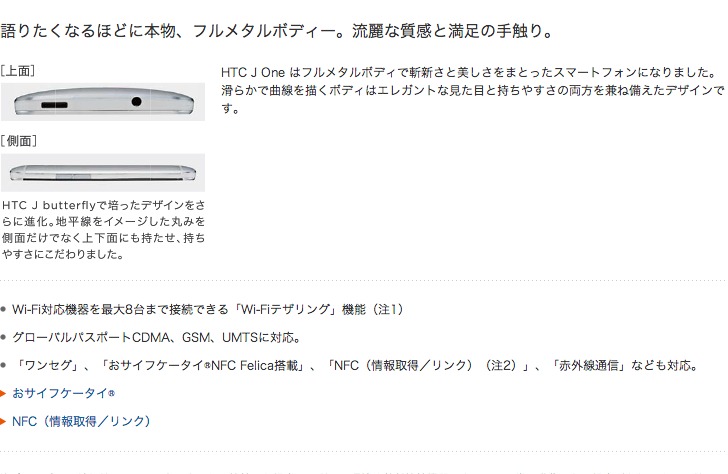 語りたくなるほどに本物、フルメタルボディー。流麗な質感と満足の手触り。
［上面］
HTC J One はフルメタルボディで斬新さと美しさをまとったスマートフォンになりました。
滑らかで曲線を描くボディはエレガントな見た目と持ちやすさの両方を兼ね備えたデザインで
す。
［側面］
HTC J butterflyで培ったデザインをさ
らに進化。地平線をイメージした丸みを
側面だけでなく上下面にも持たせ、持ち
やすさにこだわりました。
Wi-Fi対応機器を最大8台まで接続できる「Wi-Fiテザリング」機能（注1）
グローバルパスポートCDMA、GSM、UMTSに対応。
「ワンセグ」、「おサイフケータイ®NFC Felica搭載」、「NFC（情報取得／リンク）（注2）」、「赤外線通信」なども対応。
おサイフケータイ®
NFC（情報取得／リンク）